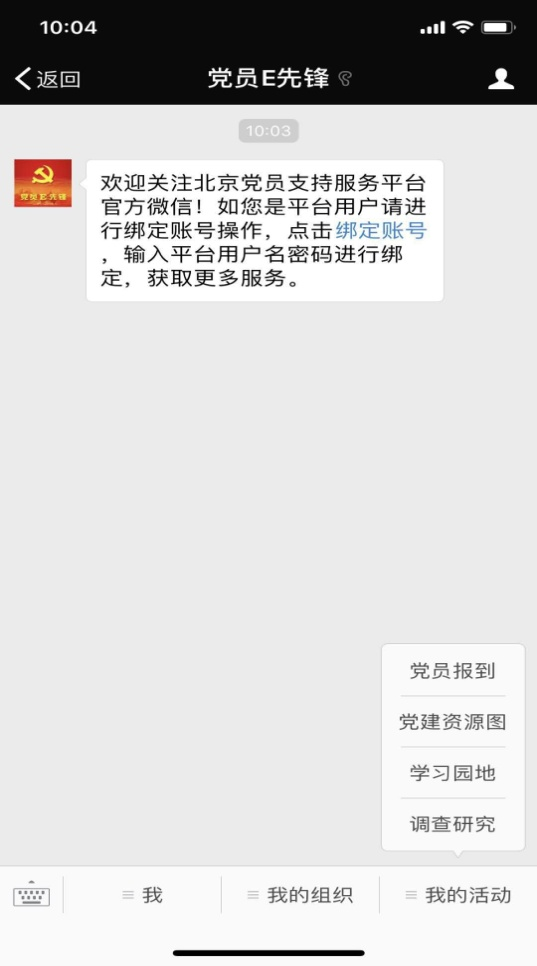 10:04
返回
党员E先锋
10:03
党员E先锋
欢迎关注北京党员支持服务平台
官方微信！如您是平台用户请进
行绑定账号操作，点击绑定账号
，输入平台用户名密码进行绑
定，获取更多服务。
党员报到
党建资源图
学习园地
调查研究
我
我的组织
我的活动